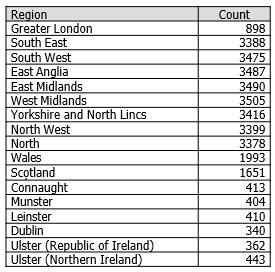 Region Count
Greater London 898
South East 3388
South West 3475
East Anglia 3487
East Midlands 3490
West Midlands 3505
Yorkshire and North Lincs 3416
North West 3399
North 3378
Wales 1993
Scotland 1651
Connaught 413
Munster 404
Leinster 410
Dublin 340
Ulster (Republic of Ireland) 362
Ulster (Northern Ireland) 443